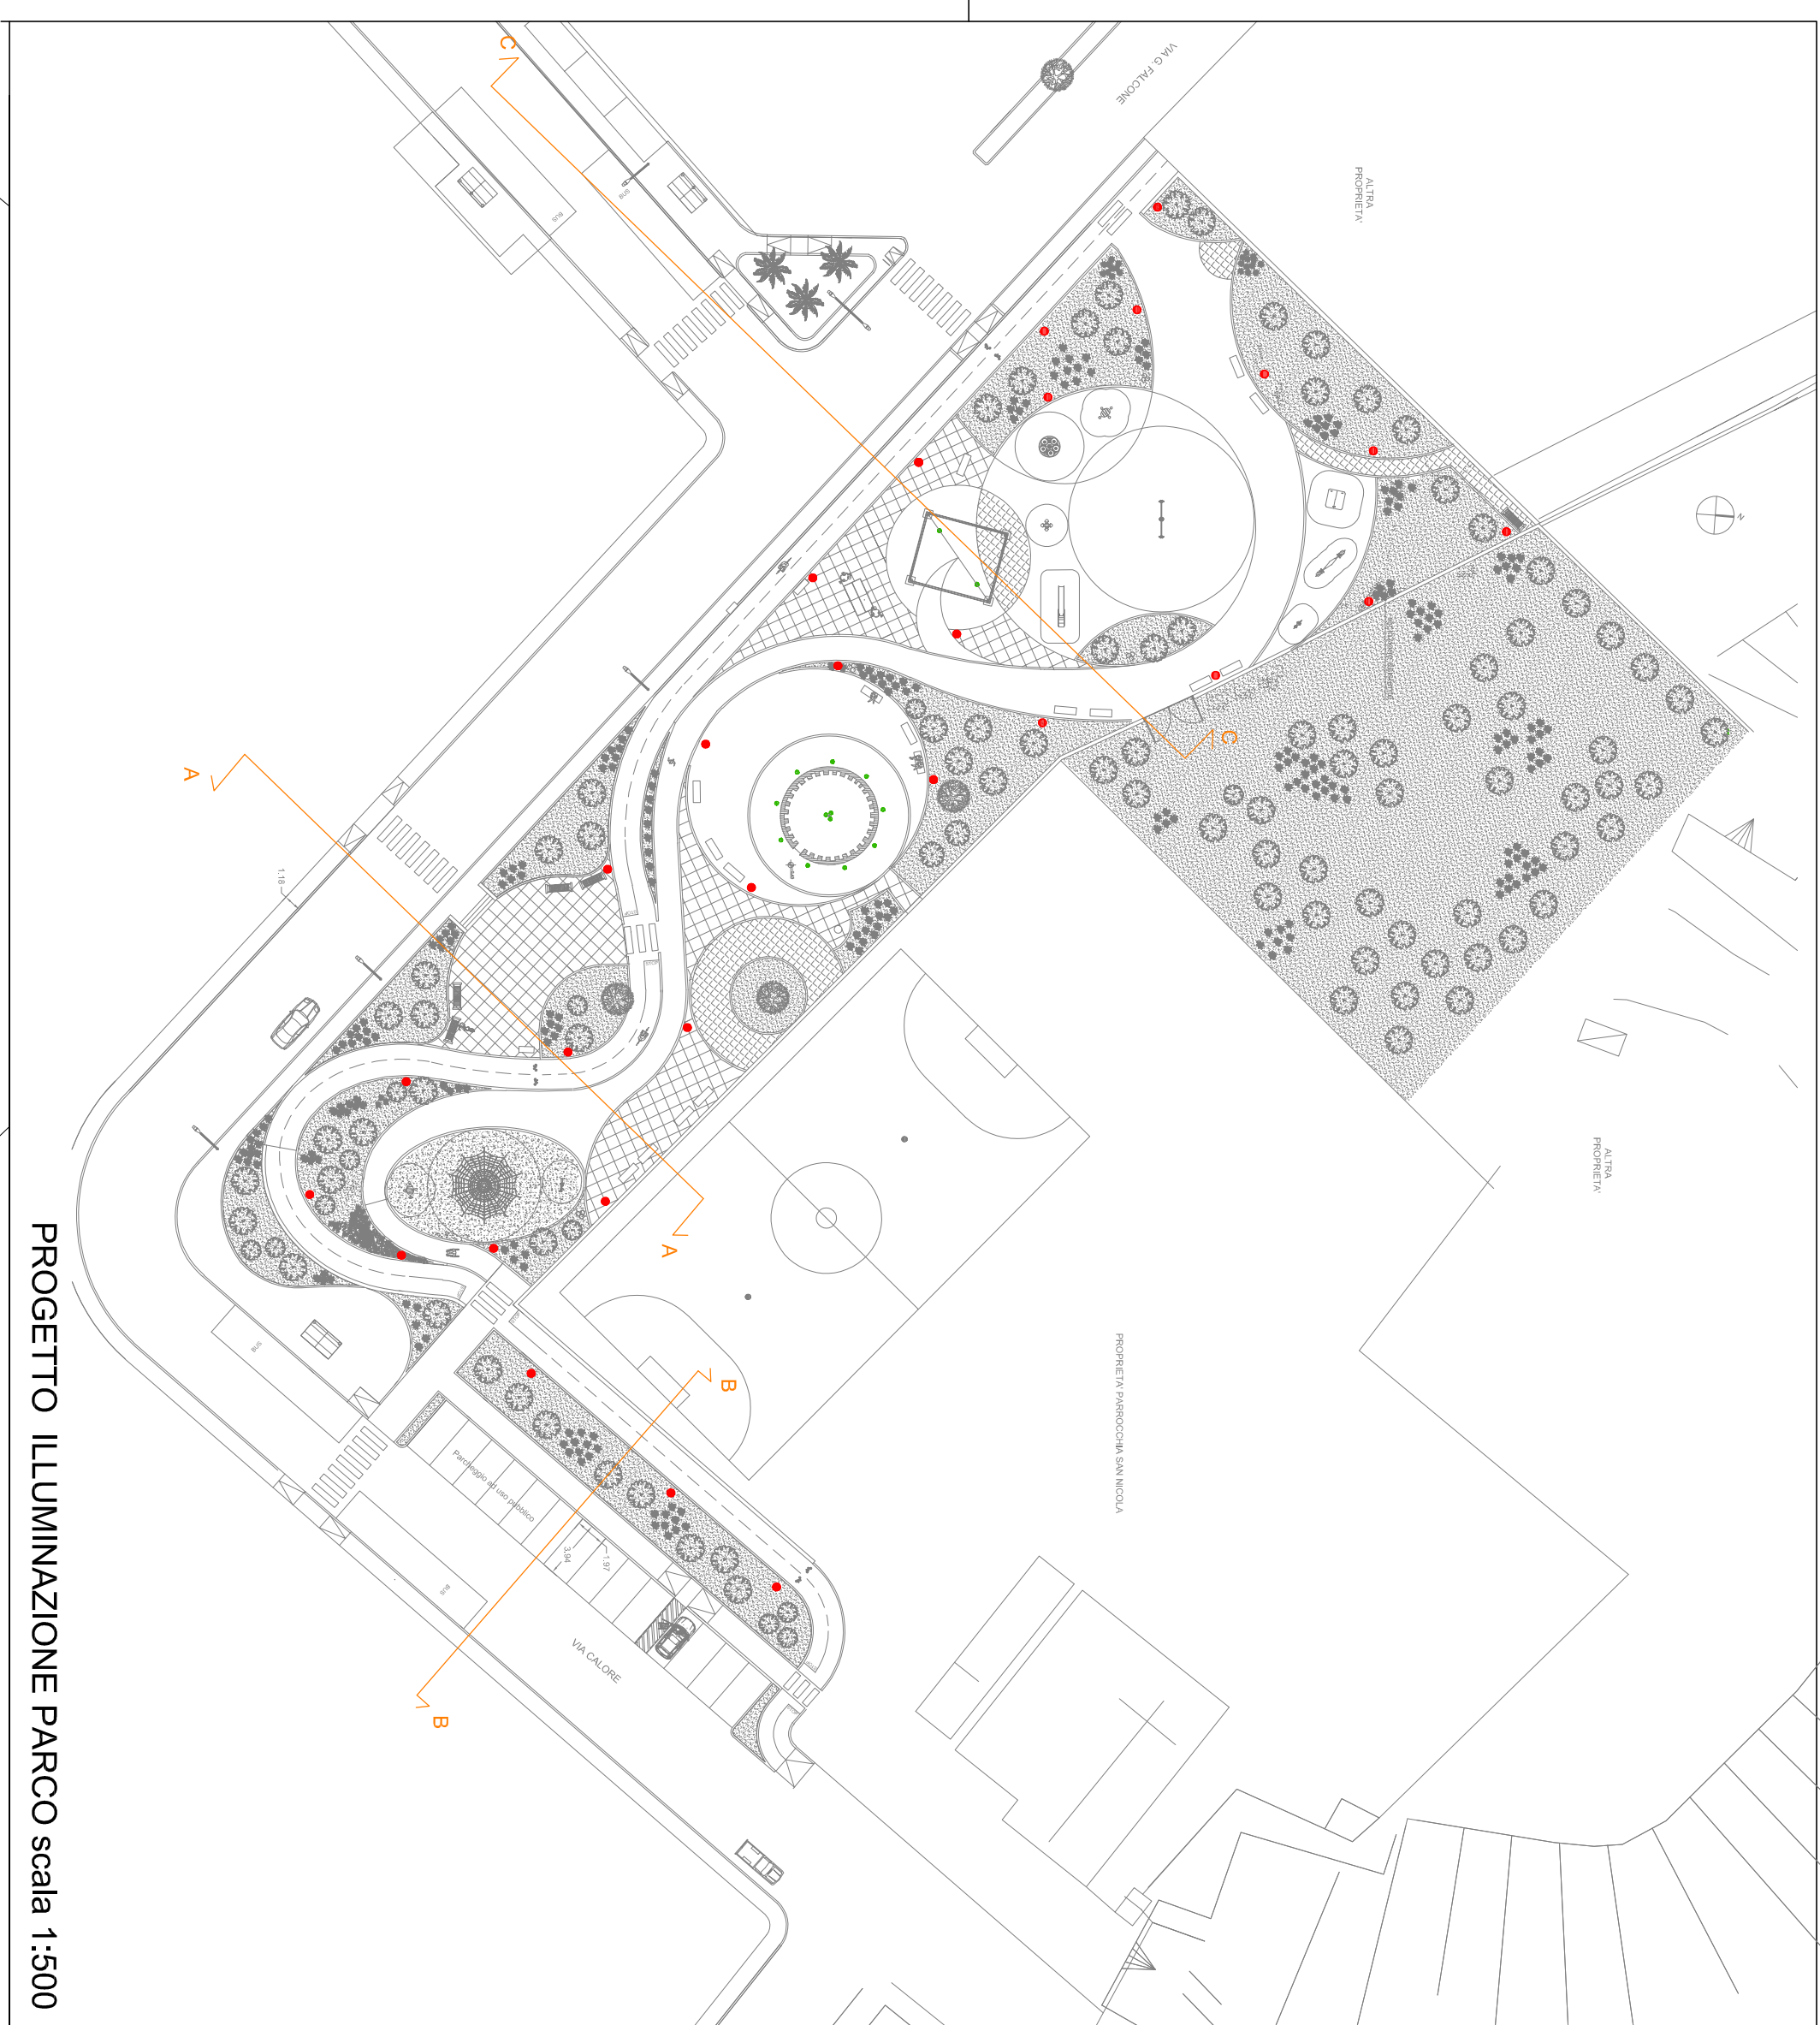 PROGETTO ILLUMINAZIONE PARCO scala 1:500
VIA G. FALCONE
ALTRA
PROPRIETA'
N
C
C
BUS
BUS
A
A
1.18
ALTRA
PROPRIETA'
PROPRIETA' PARROCCHIA SAN NICOLA
B
B
BUS
BUS
Parcheggio ad uso pubblico
3.94
1.97
VIA CALORE